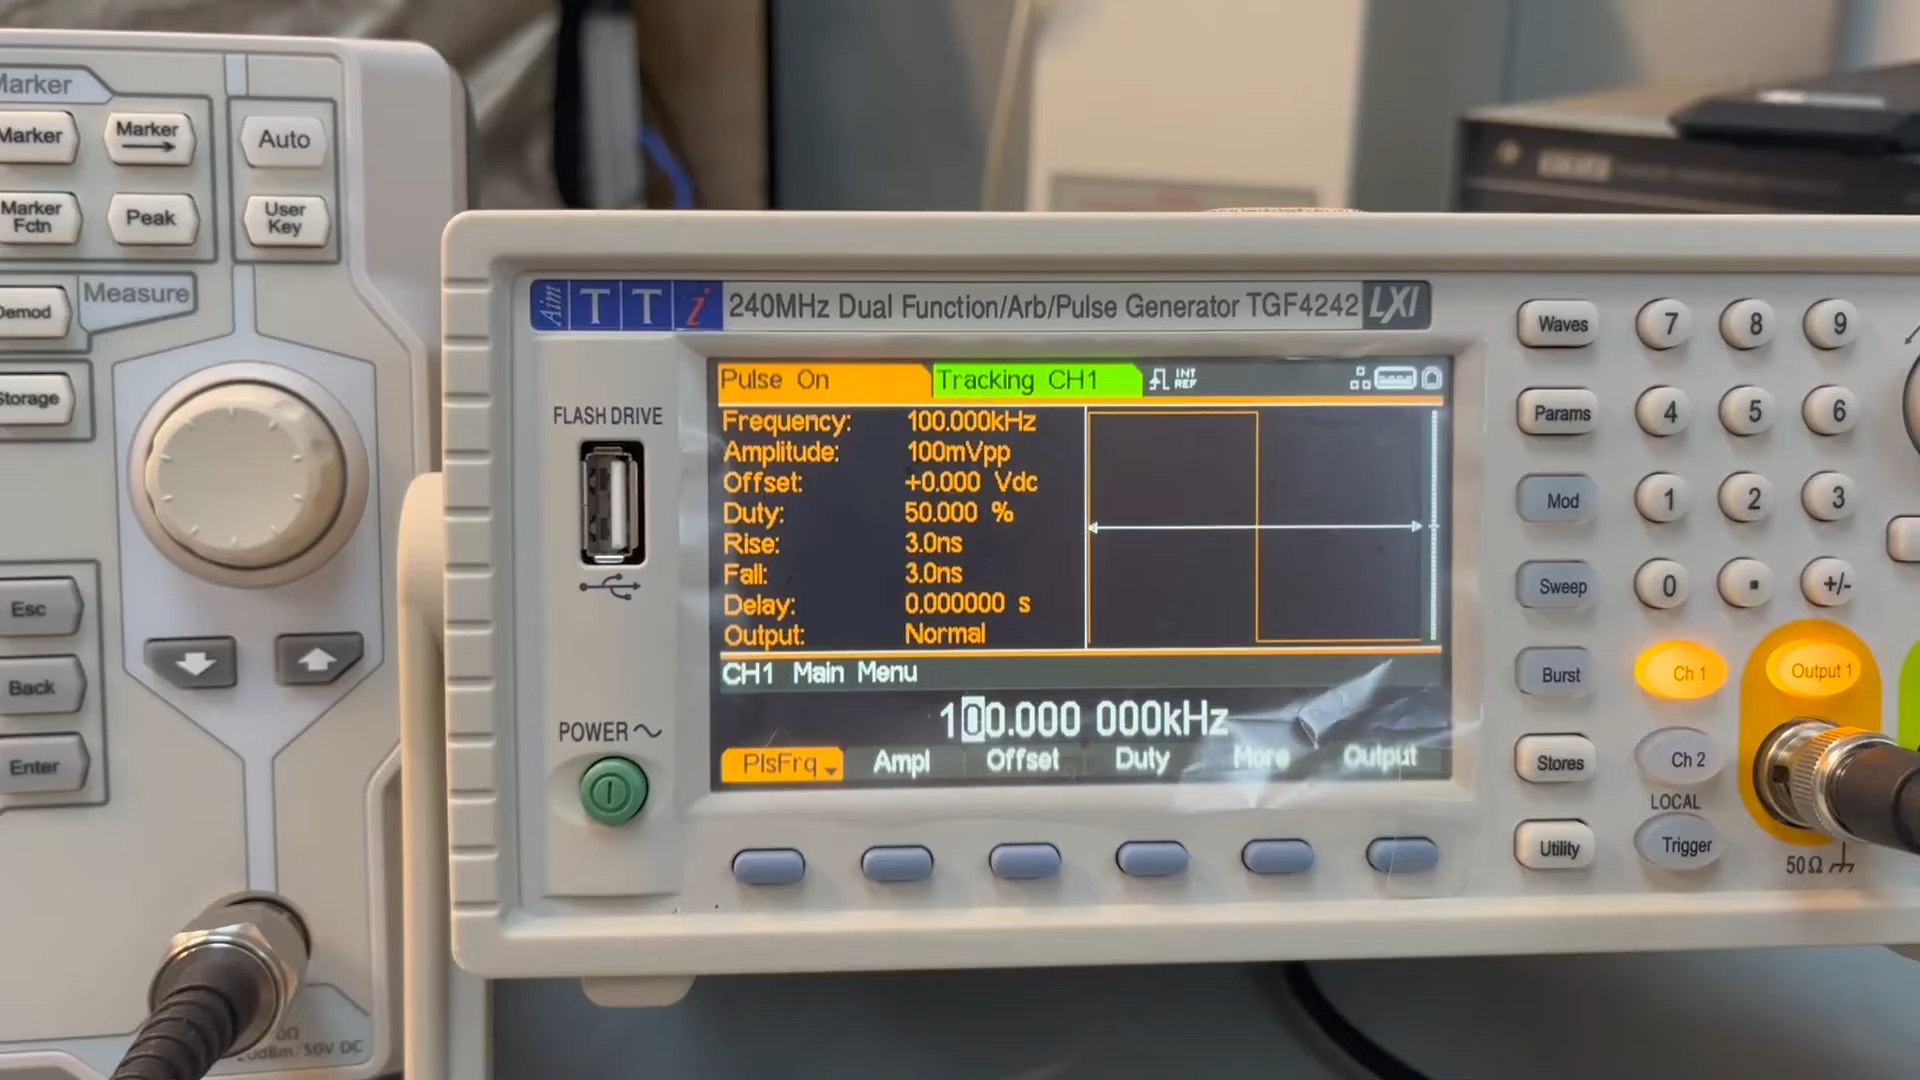 Marker
Marker
Marker
Auto
Marker
Fctn
Peak
User
Key
Demod
Measure
Storage
Esc
Back
Enter
50V DC
Aim TTi 240MHz Dual Function/Arb/Pulse Generator TGF4242 LXI
FLASH DRIVE
POWER
Pulse On Tracking CH1 INT REF
Frequency: 100.000kHz
Amplitude: 100mVpp
Offset: +0.000 Vdc
Duty: 50.000 %
Rise: 3.0ns
Fall: 3.0ns
Delay: 0.000000 s
Output: Normal
CH1 Main Menu
100.000 000kHz
PlsFrq Ampl Offset Duty More Output
Waves 7 8 9
Params 4 5 6
Mod 1 2 3
Sweep 0 . +/-
Burst Ch 1 Output 1
Stores Ch 2
LOCAL
Utility Trigger
50Ω